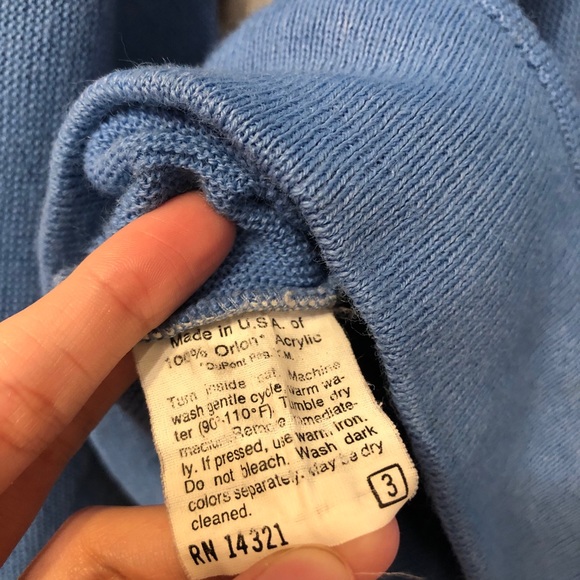 Made in U.S.A. of
100% Orlon* Acrylic
*DuPont Reg. T.M.
Turn inside out. Machine
wash gentle cycle, warm wa-
ter (90°-110°F). Tumble dry
medium. Remove immediate-
ly. If pressed, use warm iron.
Do not bleach. Wash dark
colors separately. May be dry
cleaned.
3
RN 14321